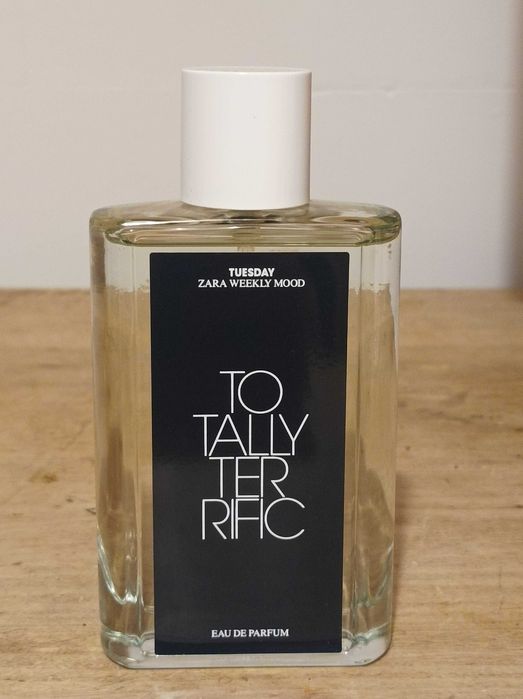 TUESDAY
ZARA WEEKLY MOOD
TO
TALLY
TER
RIFIC
EAU DE PARFUM